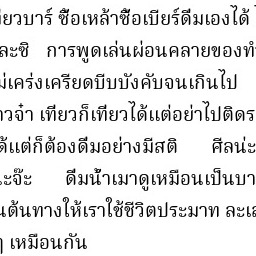 ยวบาร์ ซื้อเหล้าซื้อเบียร์ดื่มเองได้
ละซิ การพูดเล่นผ่อนคลายของท
ม่เคร่งเครียดบีบบังคับจนเกินไป
าวจ๋า เที่ยวก็เที่ยวได้แต่อย่าไปติดร
ด้แต่ก็ต้องดื่มอย่างมีสติ ศีลน่ะ
นะจ๊ะ ดื่มน้ำเมาดูเหมือนเป็นบา
นต้นทางให้เราใช้ชีวิตประมาท ละเ
ๆ เหมือนกัน